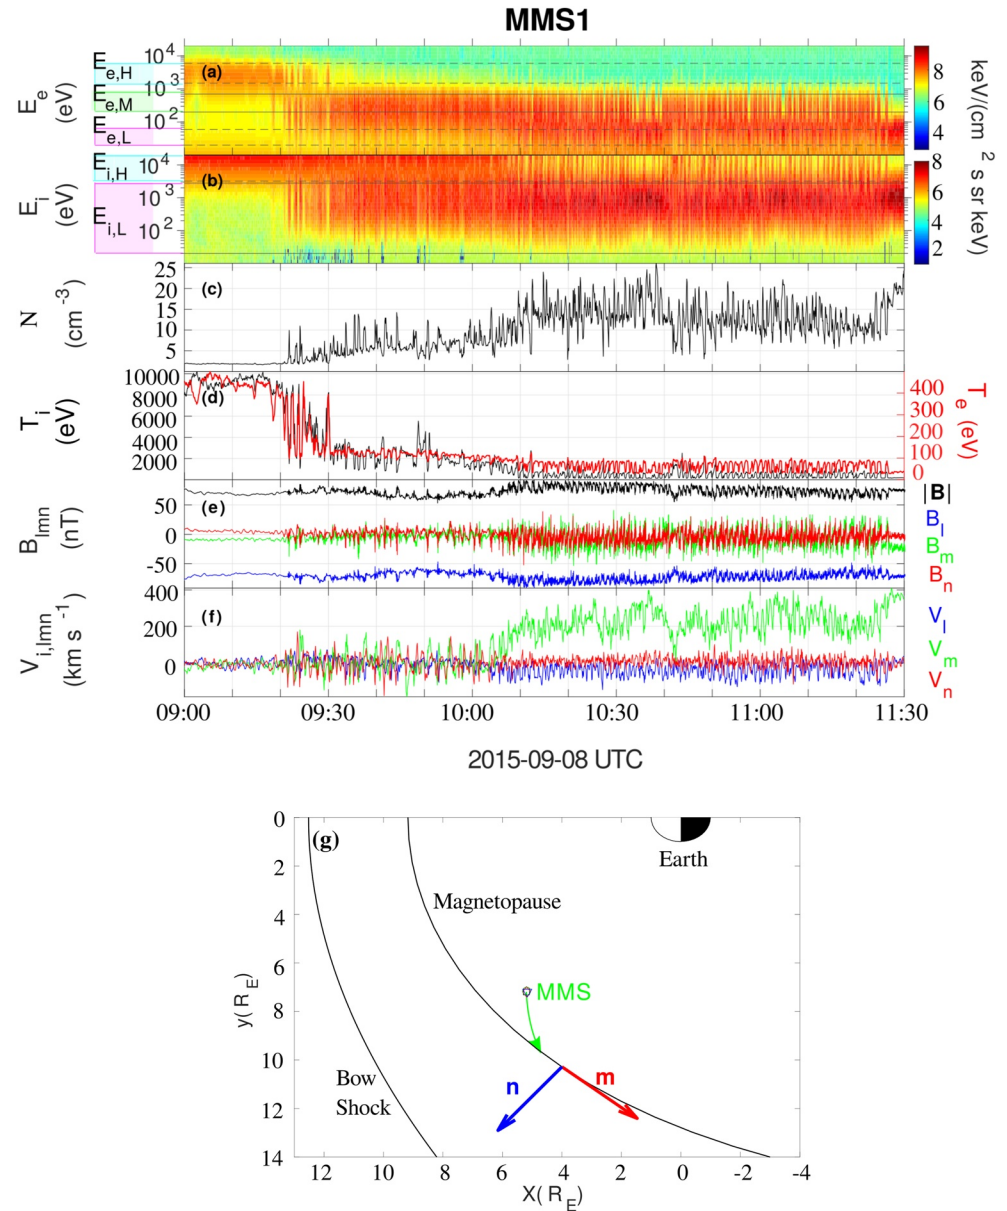 MMS1
E_e (eV)
E_e,H
E_e,M
E_e,L
10^4
10^3
10^2
(a)
8
6
4
keV/(cm^2 s sr keV)
E_i (eV)
E_i,H
E_i,L
10^4
10^3
10^2
(b)
8
6
4
2
N (cm^-3)
25
20
15
10
5
(c)
T_i (eV)
10000
8000
6000
4000
2000
(d)
400
300
200
100
0
T_e (eV)
B_lmn (nT)
50
0
-50
(e)
|B|
B_l
B_m
B_n
V_i,lmn (km s^-1)
400
200
0
(f)
V_l
V_m
V_n
09:00 09:30 10:00 10:30 11:00 11:30
2015-09-08 UTC
(g)
0
2
4
6
8
10
12
14
y(R_E)
Earth
Magnetopause
MMS
n
m
Bow
Shock
12 10 8 6 4 2 0 -2 -4
X(R_E)